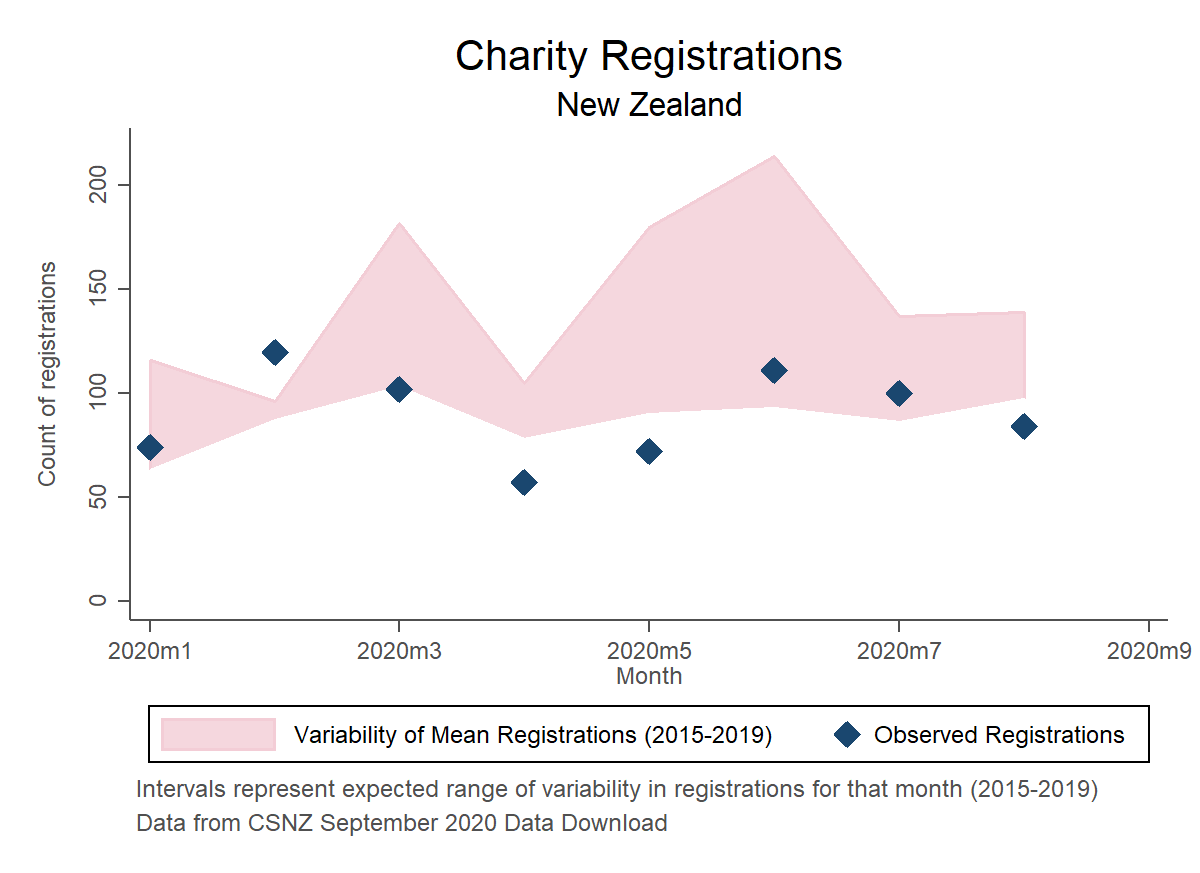 Charity Registrations
New Zealand
Count of registrations
200
150
100
50
0
2020m1 2020m3 2020m5 2020m7 2020m9
Month
Variability of Mean Registrations (2015-2019) Observed Registrations
Intervals represent expected range of variability in registrations for that month (2015-2019)
Data from CSNZ September 2020 Data Download